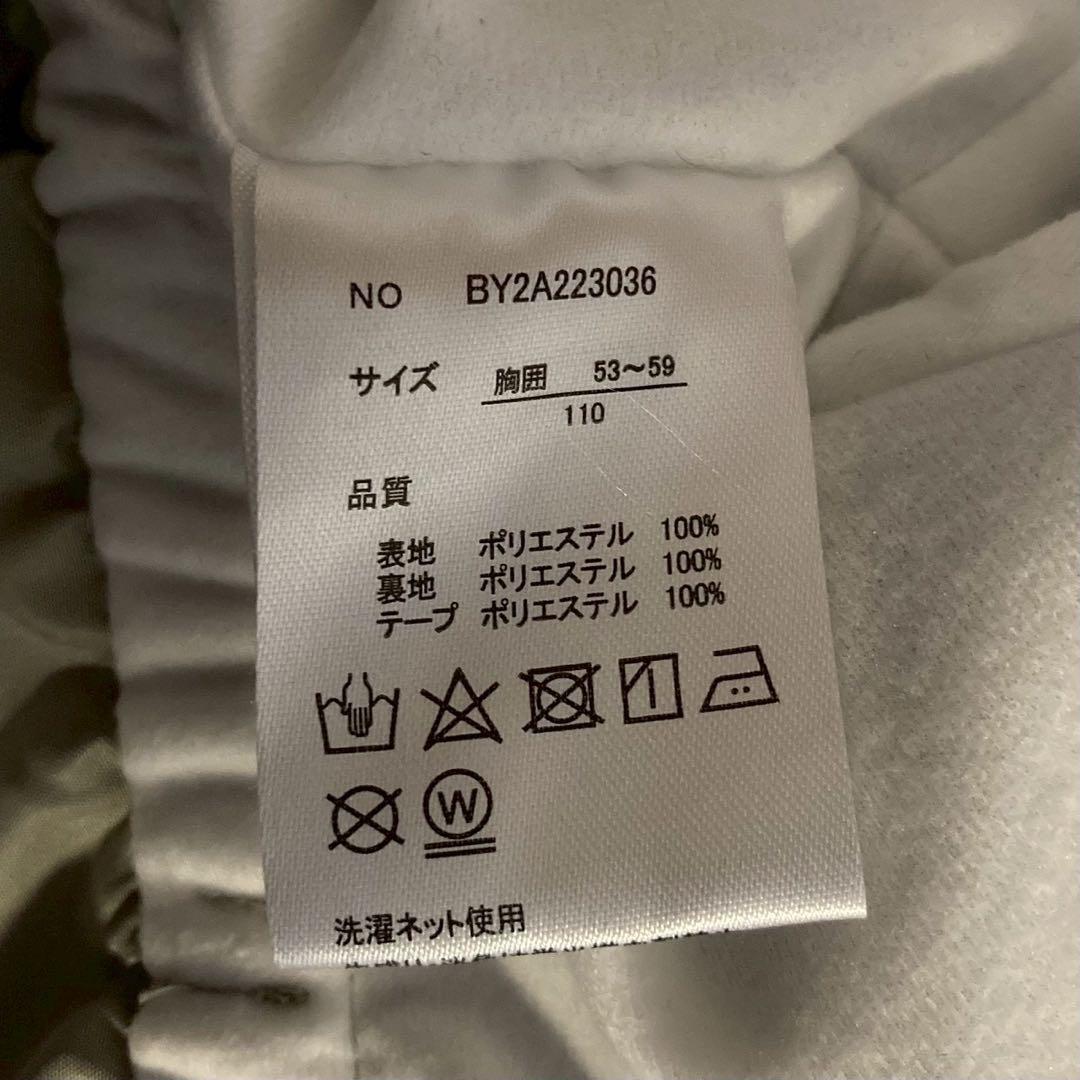 NO BY2A223036
サイズ 胸囲 53～59
110
品質
表地 ポリエステル 100%
裏地 ポリエステル 100%
テープ ポリエステル 100%
W
洗濯ネット使用